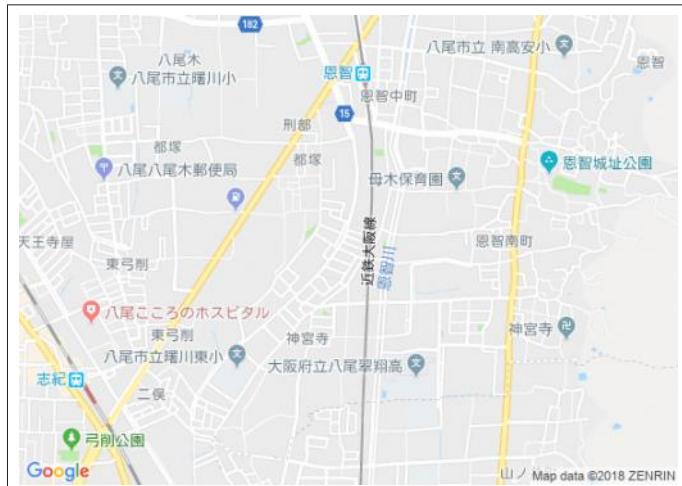 182
八尾木
八尾市立曙川小
恩智
八尾市立 南高安小
恩智
恩智中町
15
刑部
都塚
都塚
八尾八尾木郵便局
恩智城址公園
母木保育園
天王寺屋
東弓削
近鉄大阪線
恩智川
恩智南町
八尾こころのホスピタル
東弓削
神宮寺
神宮寺
八尾市立曙川東小
大阪府立八尾翠翔高
志紀
二俣
弓削公園
Google
山ノ
Map data ©2018 ZENRIN